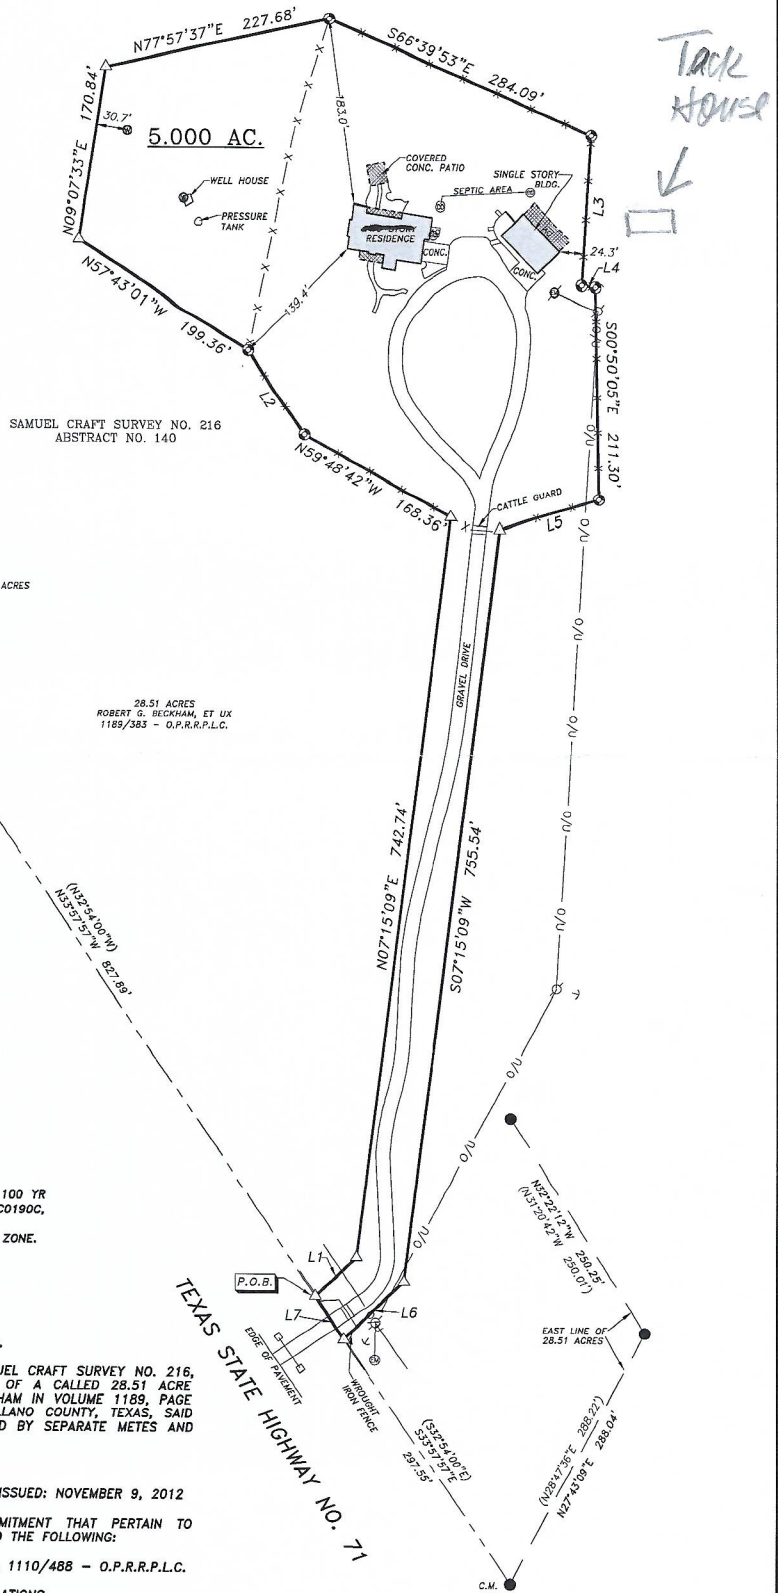 N77°57'37"E 227.68'
S66°39'53"E 284.09'
Tack
House
N09°07'33"E 170.84'
30.7'
5.000 AC.
183.0'
COVERED
CONC. PATIO
SINGLE STORY
BLDG.
SEPTIC AREA
L3
WELL HOUSE
PRESSURE
TANK
STORY
RESIDENCE
CONC.
CONC.
24.3'
L4
N57°43'01"W 199.36'
139.4'
S00°50'05"E 211.30'
O/U
L2
SAMUEL CRAFT SURVEY NO. 216
ABSTRACT NO. 140
O/U
N59°48'42"W 168.36'
CATTLE GUARD
X
L5
O/U
ACRES
O/U
GRAVEL DRIVE
28.51 ACRES
ROBERT G. BECKHAM, ET UX
1189/383 - O.P.R.R.P.L.C.
O/U
N07°15'09"E 742.74'
S07°15'09"W 755.54'
O/U
(N32°54'00"W)
N33°57'57"W 827.89'
O/U
O/U
O/U
N32°22'12"W 250.25'
(N31°20'42"W 250.01')
100 YR
C0190C,
ZONE.
O/U
L1
P.O.B.
L7
L6
EDGE OF PAVEMENT
WROUGHT
IRON FENCE
TEXAS STATE HIGHWAY NO. 71
EAST LINE OF
28.51 ACRES
UEL CRAFT SURVEY NO. 216,
OF A CALLED 28.51 ACRE
HAM IN VOLUME 1189, PAGE
LLANO COUNTY, TEXAS, SAID
D BY SEPARATE METES AND
(S32°54'00"E)
S33°57'57"E
297.55'
(N28°47'36"E 288.22')
N27°43'09"E 288.04'
ISSUED: NOVEMBER 9, 2012
MITMENT THAT PERTAIN TO
THE FOLLOWING:
1110/488 - O.P.R.R.P.L.C.
C.M.